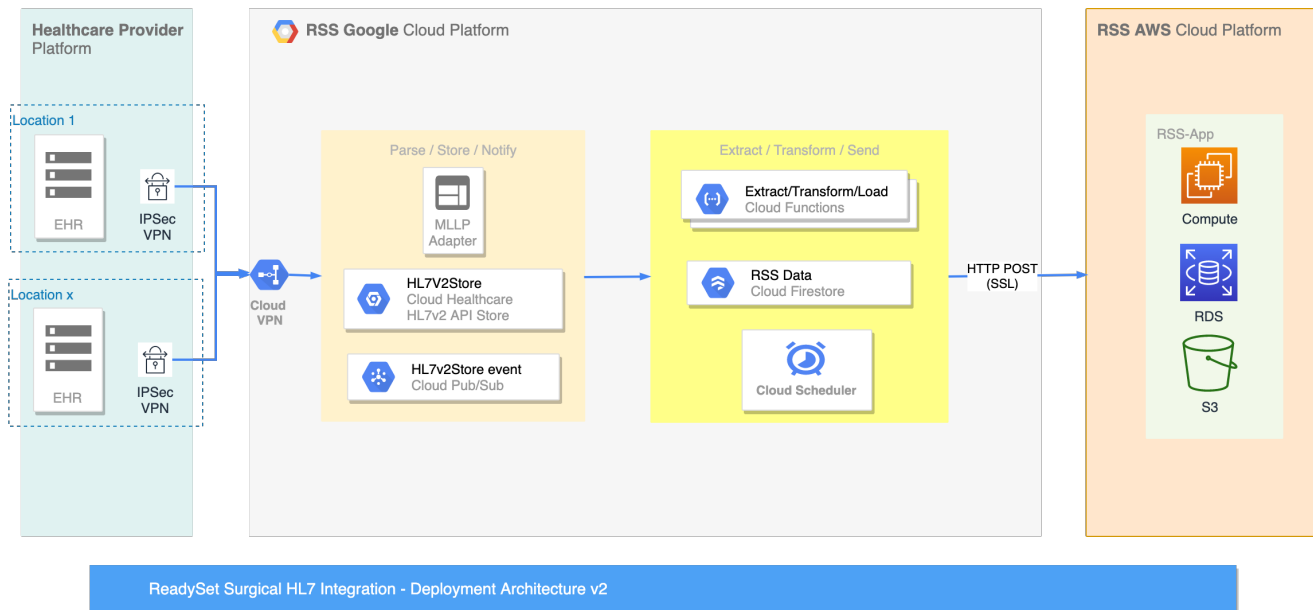 Healthcare Provider
Platform
Location 1
EHR
IPSec
VPN
Location x
EHR
IPSec
VPN
RSS Google Cloud Platform
Cloud
VPN
Parse / Store / Notify
MLLP
Adapter
HL7V2Store
Cloud Healthcare
HL7v2 API Store
HL7v2Store event
Cloud Pub/Sub
Extract / Transform / Send
Extract/Transform/Load
Cloud Functions
RSS Data
Cloud Firestore
Cloud Scheduler
HTTP POST
(SSL)
RSS AWS Cloud Platform
RSS-App
Compute
RDS
S3
ReadySet Surgical HL7 Integration - Deployment Architecture v2